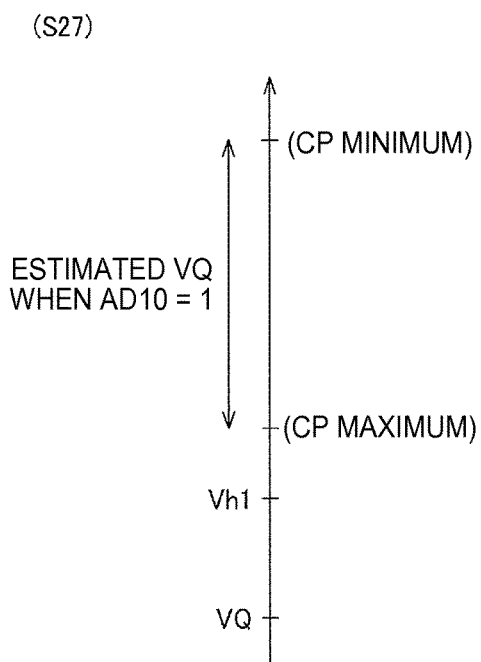 (S27)
(CP MINIMUM)
ESTIMATED VQ
WHEN AD10 = 1
(CP MAXIMUM)
Vh1
VQ